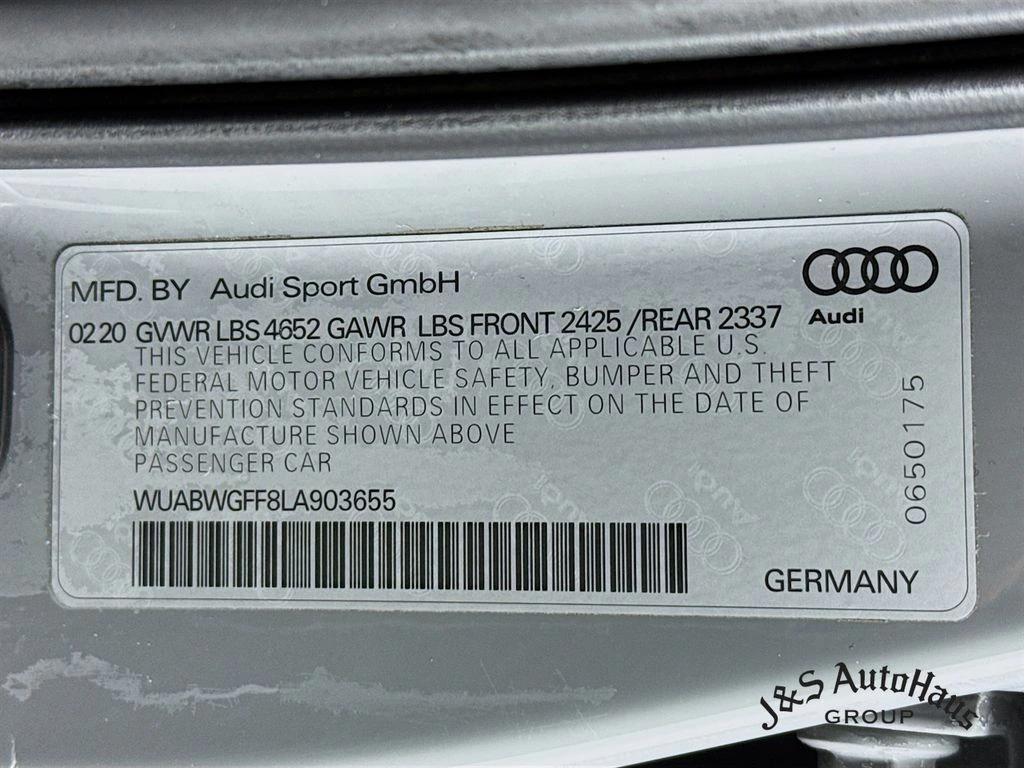 MFD. BY Audi Sport GmbH
0220 GVWR LBS 4652 GAWR LBS FRONT 2425 /REAR 2337
Audi
THIS VEHICLE CONFORMS TO ALL APPLICABLE U.S.
FEDERAL MOTOR VEHICLE SAFETY, BUMPER AND THEFT
PREVENTION STANDARDS IN EFFECT ON THE DATE OF
MANUFACTURE SHOWN ABOVE
PASSENGER CAR
WUABWGFF8LA903655
0650175
GERMANY
J&S AutoHaus
GROUP